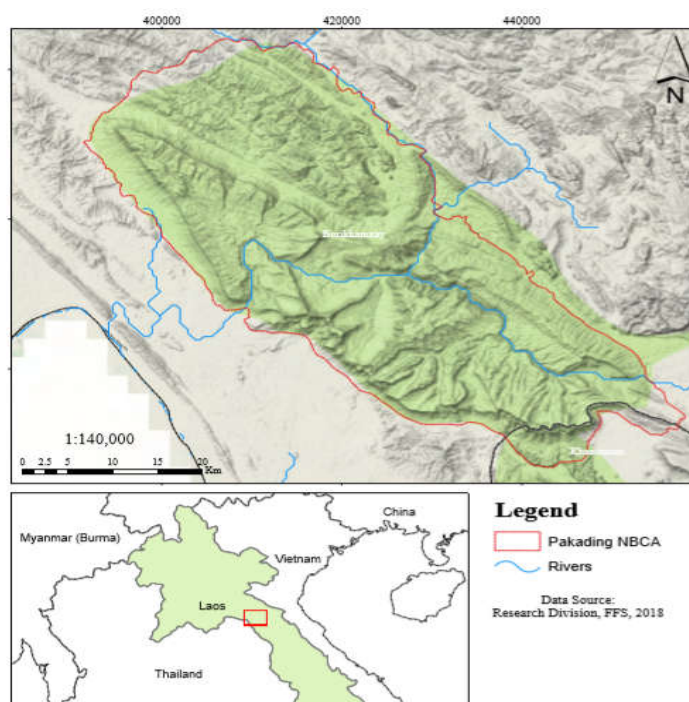 400000 420000 440000
N
Borikhamxay
1:140,000
0 2.5 5 10 15 20
Km
Myanmar (Burma)
China
Vietnam
Laos
Thailand
Legend
Pakading NBCA
Rivers
Data Source:
Research Division, FFS, 2018